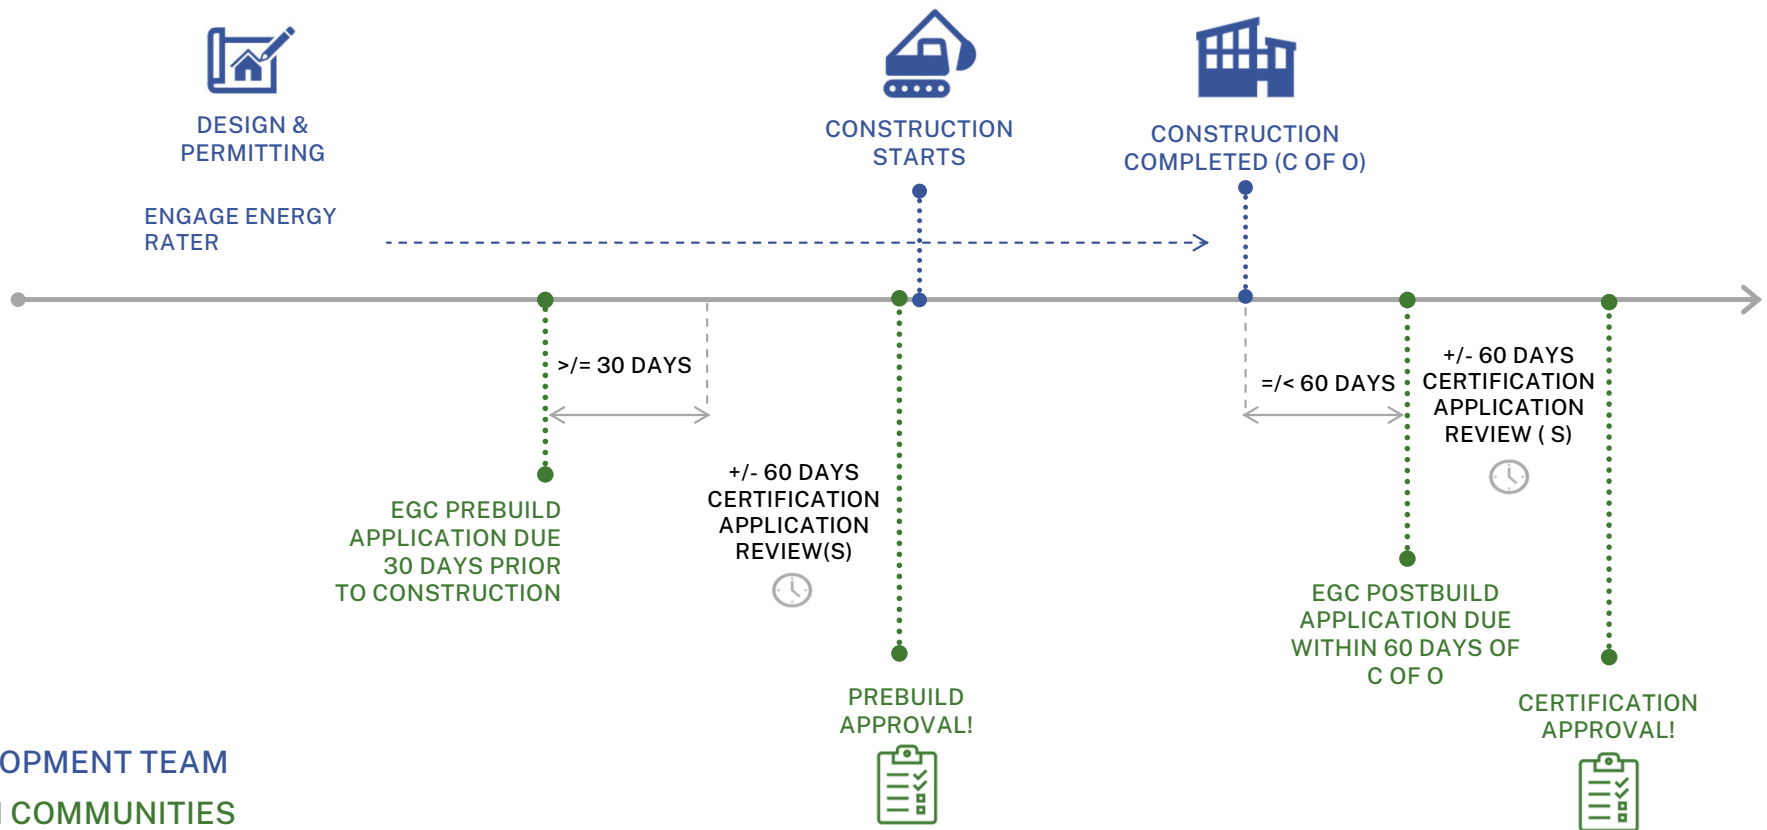 DESIGN &
PERMITTING
CONSTRUCTION
STARTS
CONSTRUCTION
COMPLETED (C OF O)
ENGAGE ENERGY
RATER
>/= 30 DAYS
=/< 60 DAYS
+/- 60 DAYS
CERTIFICATION
APPLICATION
REVIEW ( S)
+/- 60 DAYS
CERTIFICATION
APPLICATION
REVIEW(S)
EGC PREBUILD
APPLICATION DUE
30 DAYS PRIOR
TO CONSTRUCTION
EGC POSTBUILD
APPLICATION DUE
WITHIN 60 DAYS OF
C OF O
PREBUILD
APPROVAL!
CERTIFICATION
APPROVAL!
OPMENT TEAM
COMMUNITIES